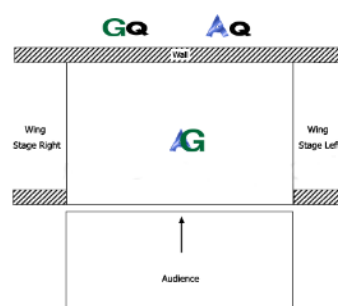 GQ AQ
Wall
Wing
Stage Right
AG
Wing
Stage Left
Audience